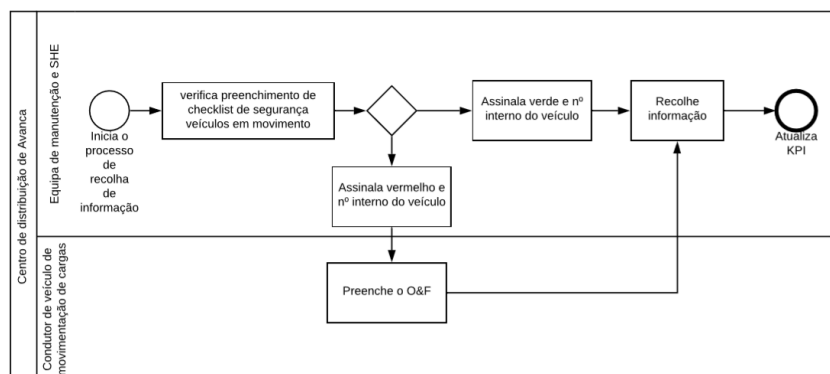 Centro de distribuição de Avanca
Equipa de manutenção e SHE
Inicia o
processo
de
recolha
de
informação
verifica preenchimento de
checklist de segurança
veículos em movimento
Assinala verde e nº
interno do veículo
Recolhe
informação
Atualiza
KPI
Assinala vermelho e
nº interno do veículo
Condutor de veículo de
movimentação de cargas
Preenche o O&F